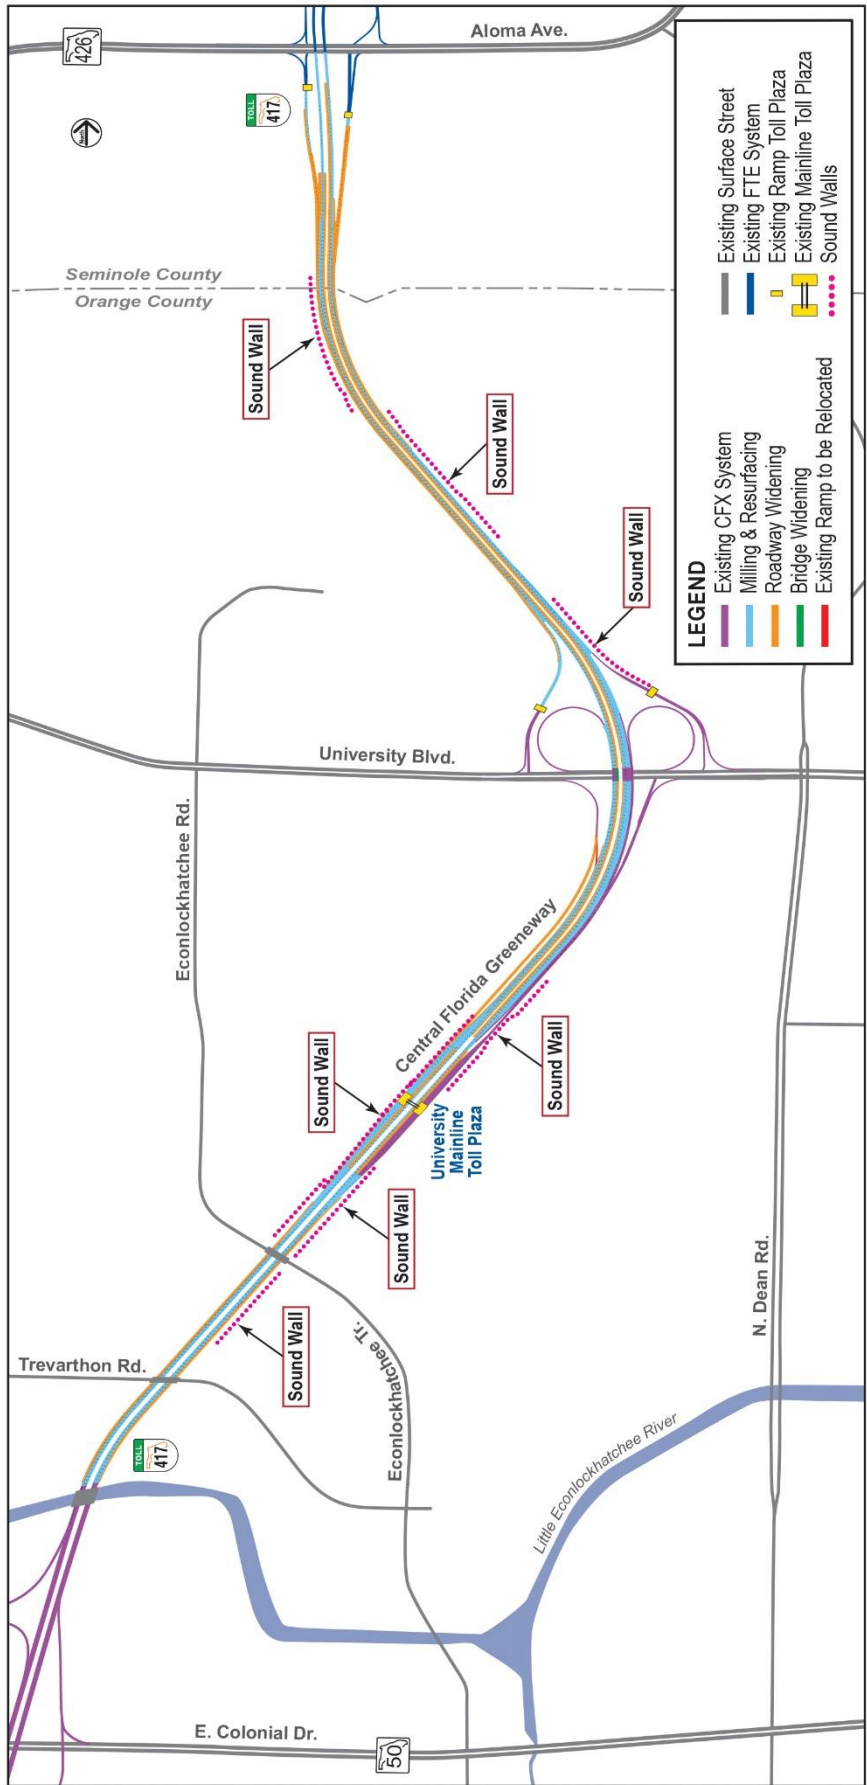 Aloma Ave.
426
North
TOLL
417
Seminole County
Orange County
Sound Wall
Sound Wall
Sound Wall
University Blvd.
Econlockhatchee Rd.
Central Florida Greeneway
Sound Wall
Sound Wall
University
Mainline
Toll Plaza
Sound Wall
Sound Wall
Trevarthon Rd.
Econlockhatchee Tr.
TOLL
417
N. Dean Rd.
Little Econlockhatchee River
E. Colonial Dr.
50
LEGEND
Existing CFX System
Milling & Resurfacing
Roadway Widening
Bridge Widening
Existing Ramp to be Relocated
Existing Surface Street
Existing FTE System
Existing Ramp Toll Plaza
Existing Mainline Toll Plaza
Sound Walls